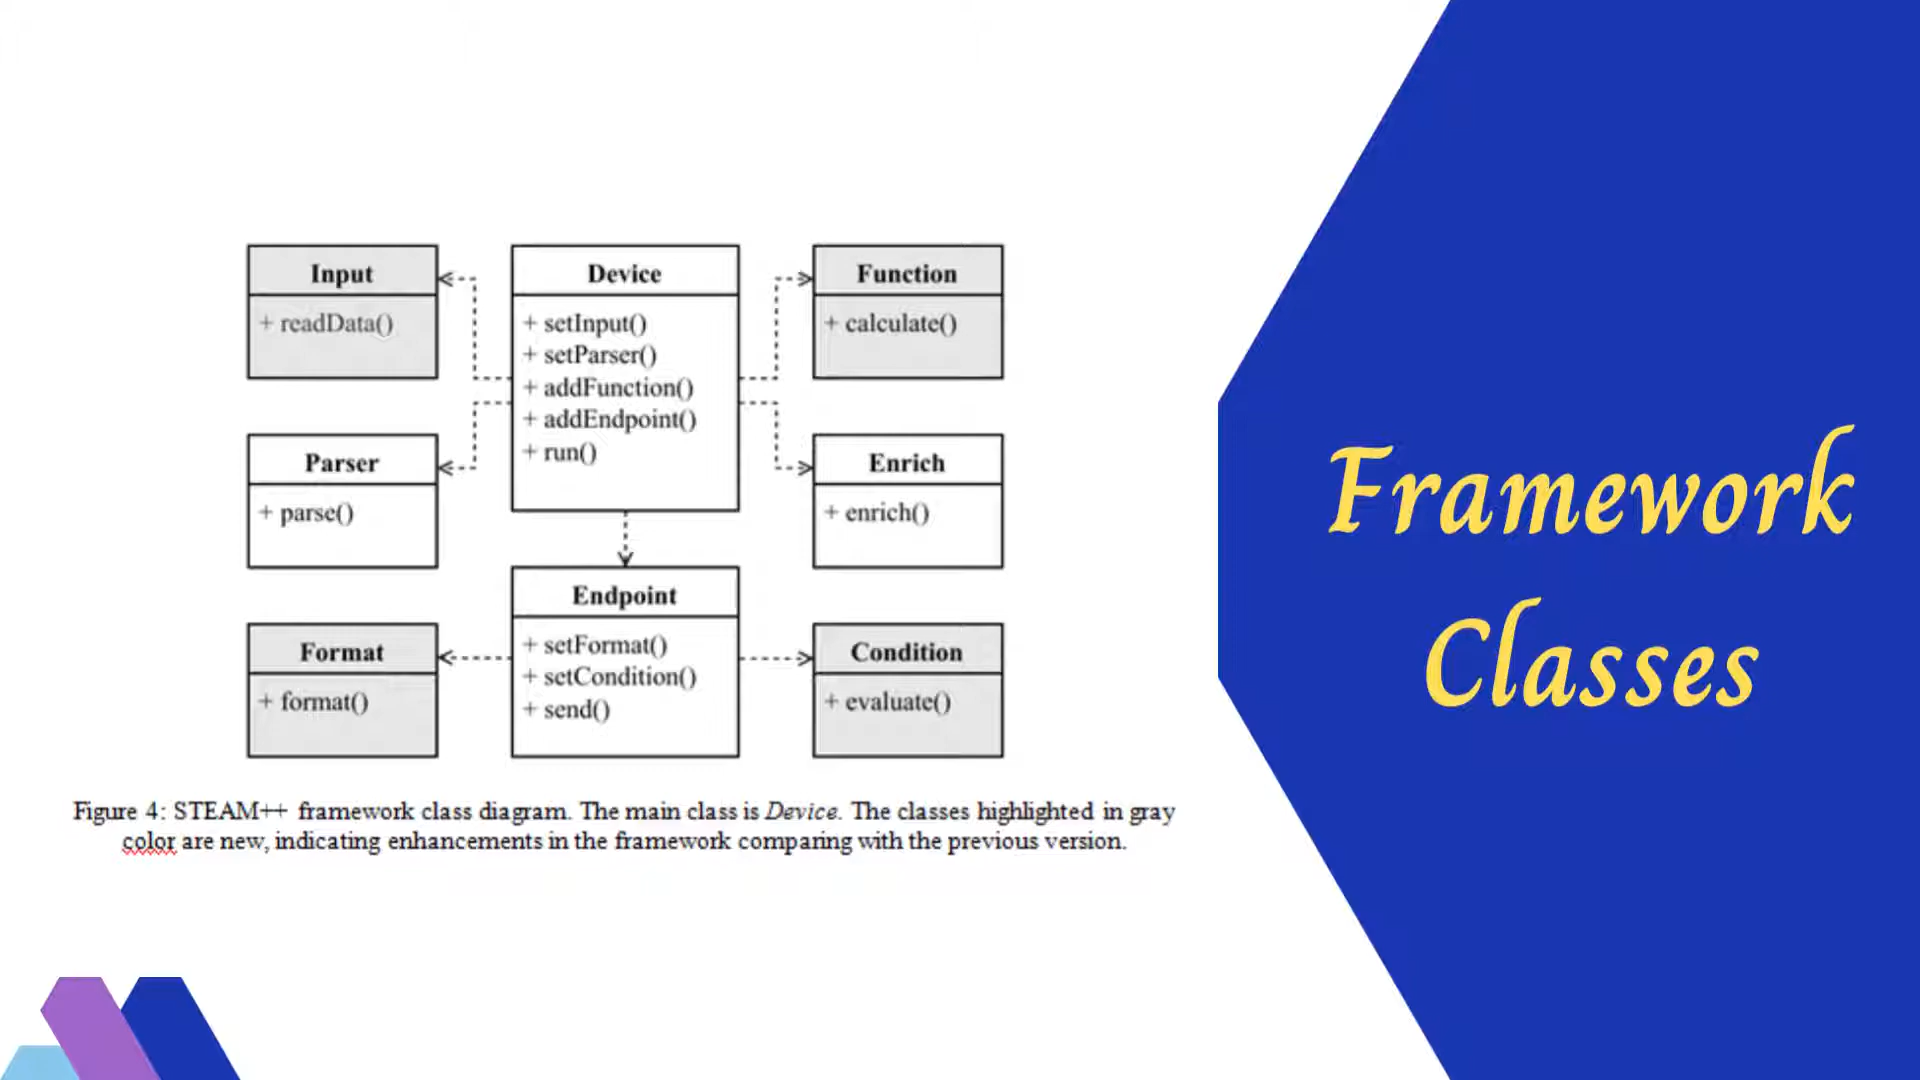 Input
+ readData()
Device
+ setInput()
+ setParser()
+ addFunction()
+ addEndpoint()
+ run()
Function
+ calculate()
Parser
+ parse()
Enrich
+ enrich()
Format
+ format()
Endpoint
+ setFormat()
+ setCondition()
+ send()
Condition
+ evaluate()
Figure 4: STEAM++ framework class diagram. The main class is Device. The classes highlighted in gray
color are new, indicating enhancements in the framework comparing with the previous version.
Framework
Classes